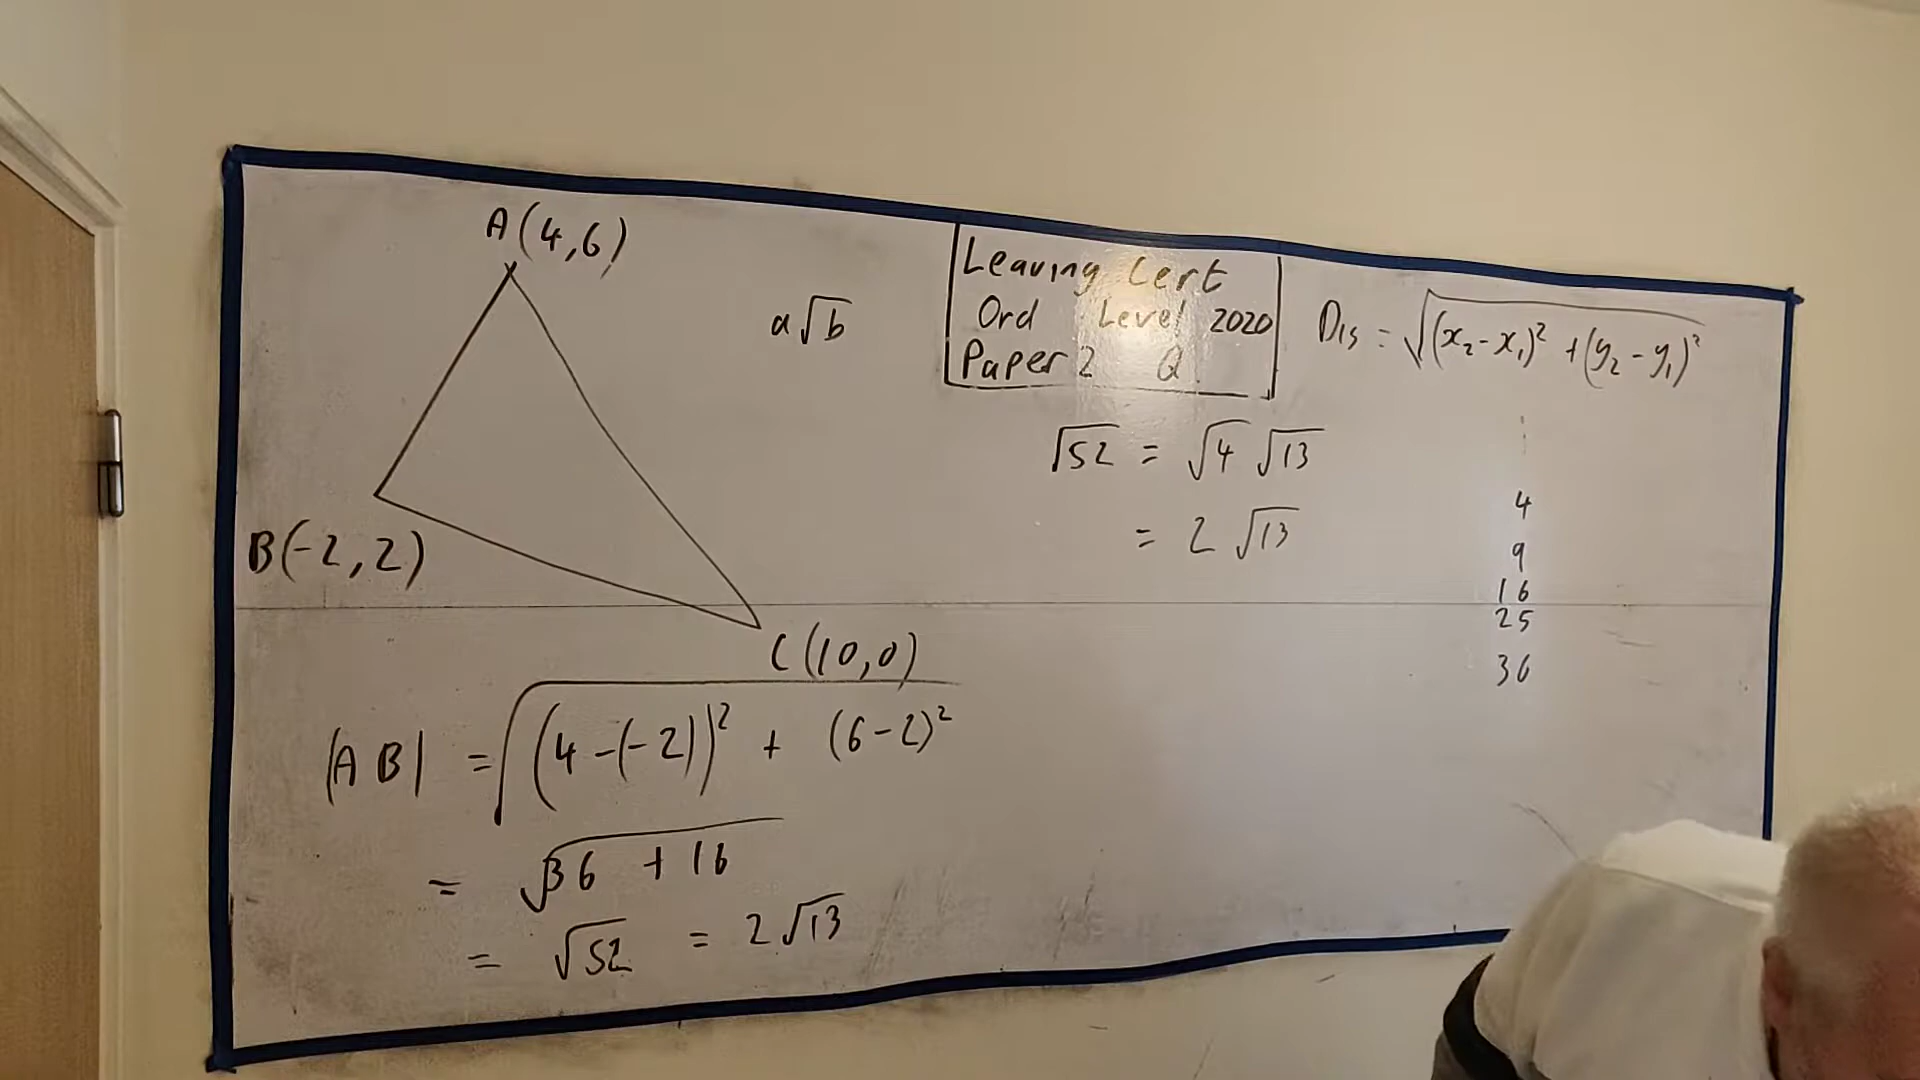 A(4,6)
B(-2,2)
C(10,0)
a√b
Leaving Cert
Ord Level 2020
Paper 2 Q.
Dis = √(x₂-x₁)² + (y₂-y₁)²
√52 = √4 √13
= 2 √13
4
9
16
25
36
|AB| = √(4-(-2))² + (6-2)²
= √36 + 16
= √52 = 2√13